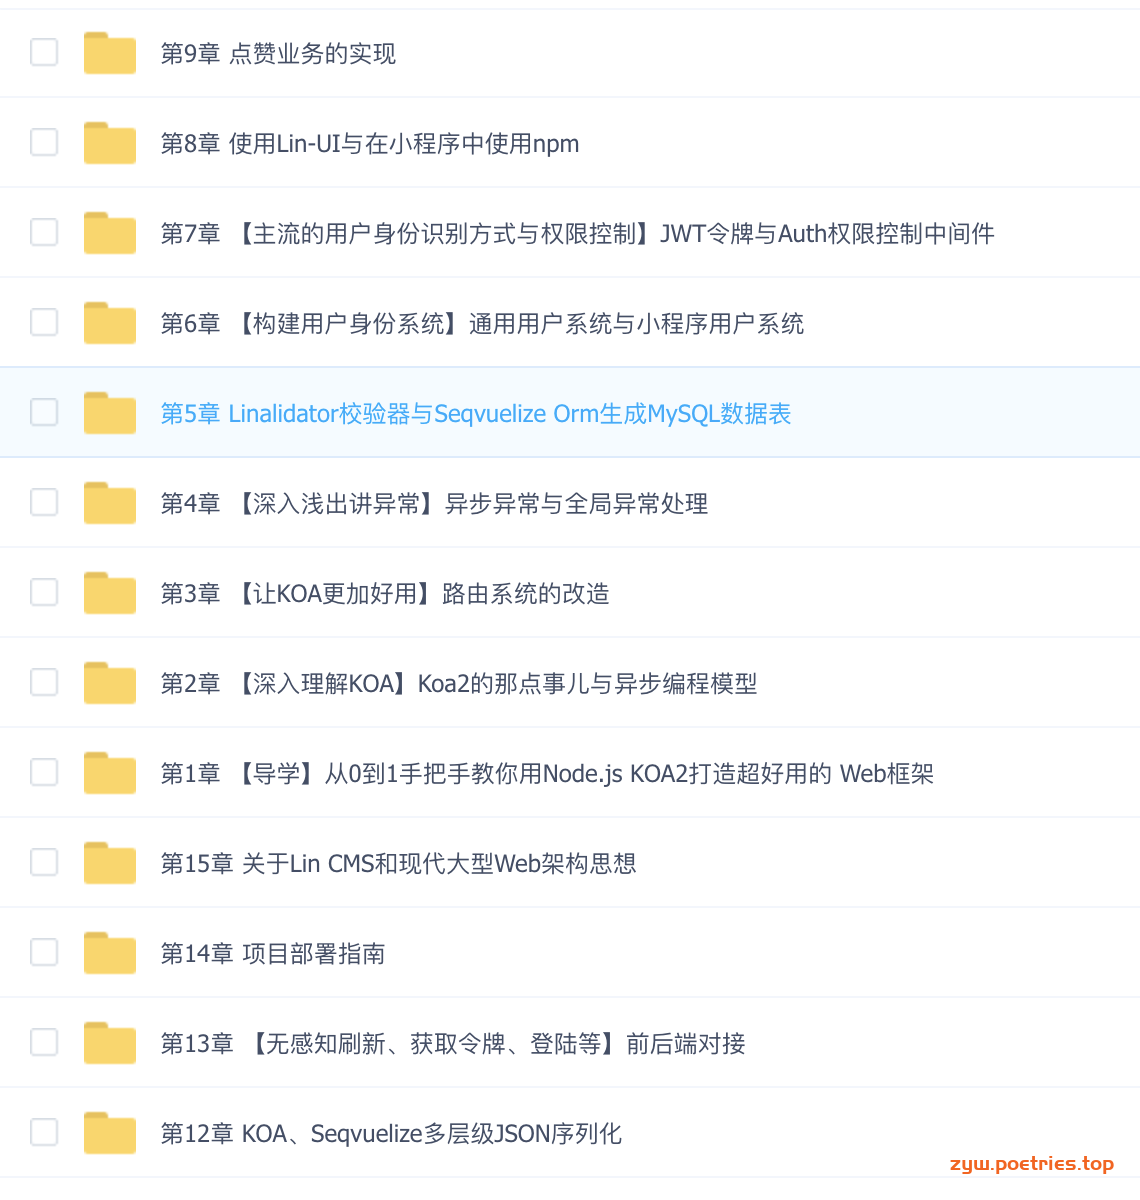 第9章 点赞业务的实现
第8章 使用Lin-UI与在小程序中使用npm
第7章 【主流的用户身份识别方式与权限控制】JWT令牌与Auth权限控制中间件
第6章 【构建用户身份系统】通用用户系统与小程序用户系统
第5章 Linalidator校验器与Seqvuelize Orm生成MySQL数据表
第4章 【深入浅出讲异常】异步异常与全局异常处理
第3章 【让KOA更加好用】路由系统的改造
第2章 【深入理解KOA】Koa2的那点事儿与异步编程模型
第1章 【导学】从0到1手把手教你用Node.js KOA2打造超好用的 Web框架
第15章 关于Lin CMS和现代大型Web架构思想
第14章 项目部署指南
第13章 【无感知刷新、获取令牌、登陆等】前后端对接
第12章 KOA、Seqvuelize多层级JSON序列化
zyw.poetries.top